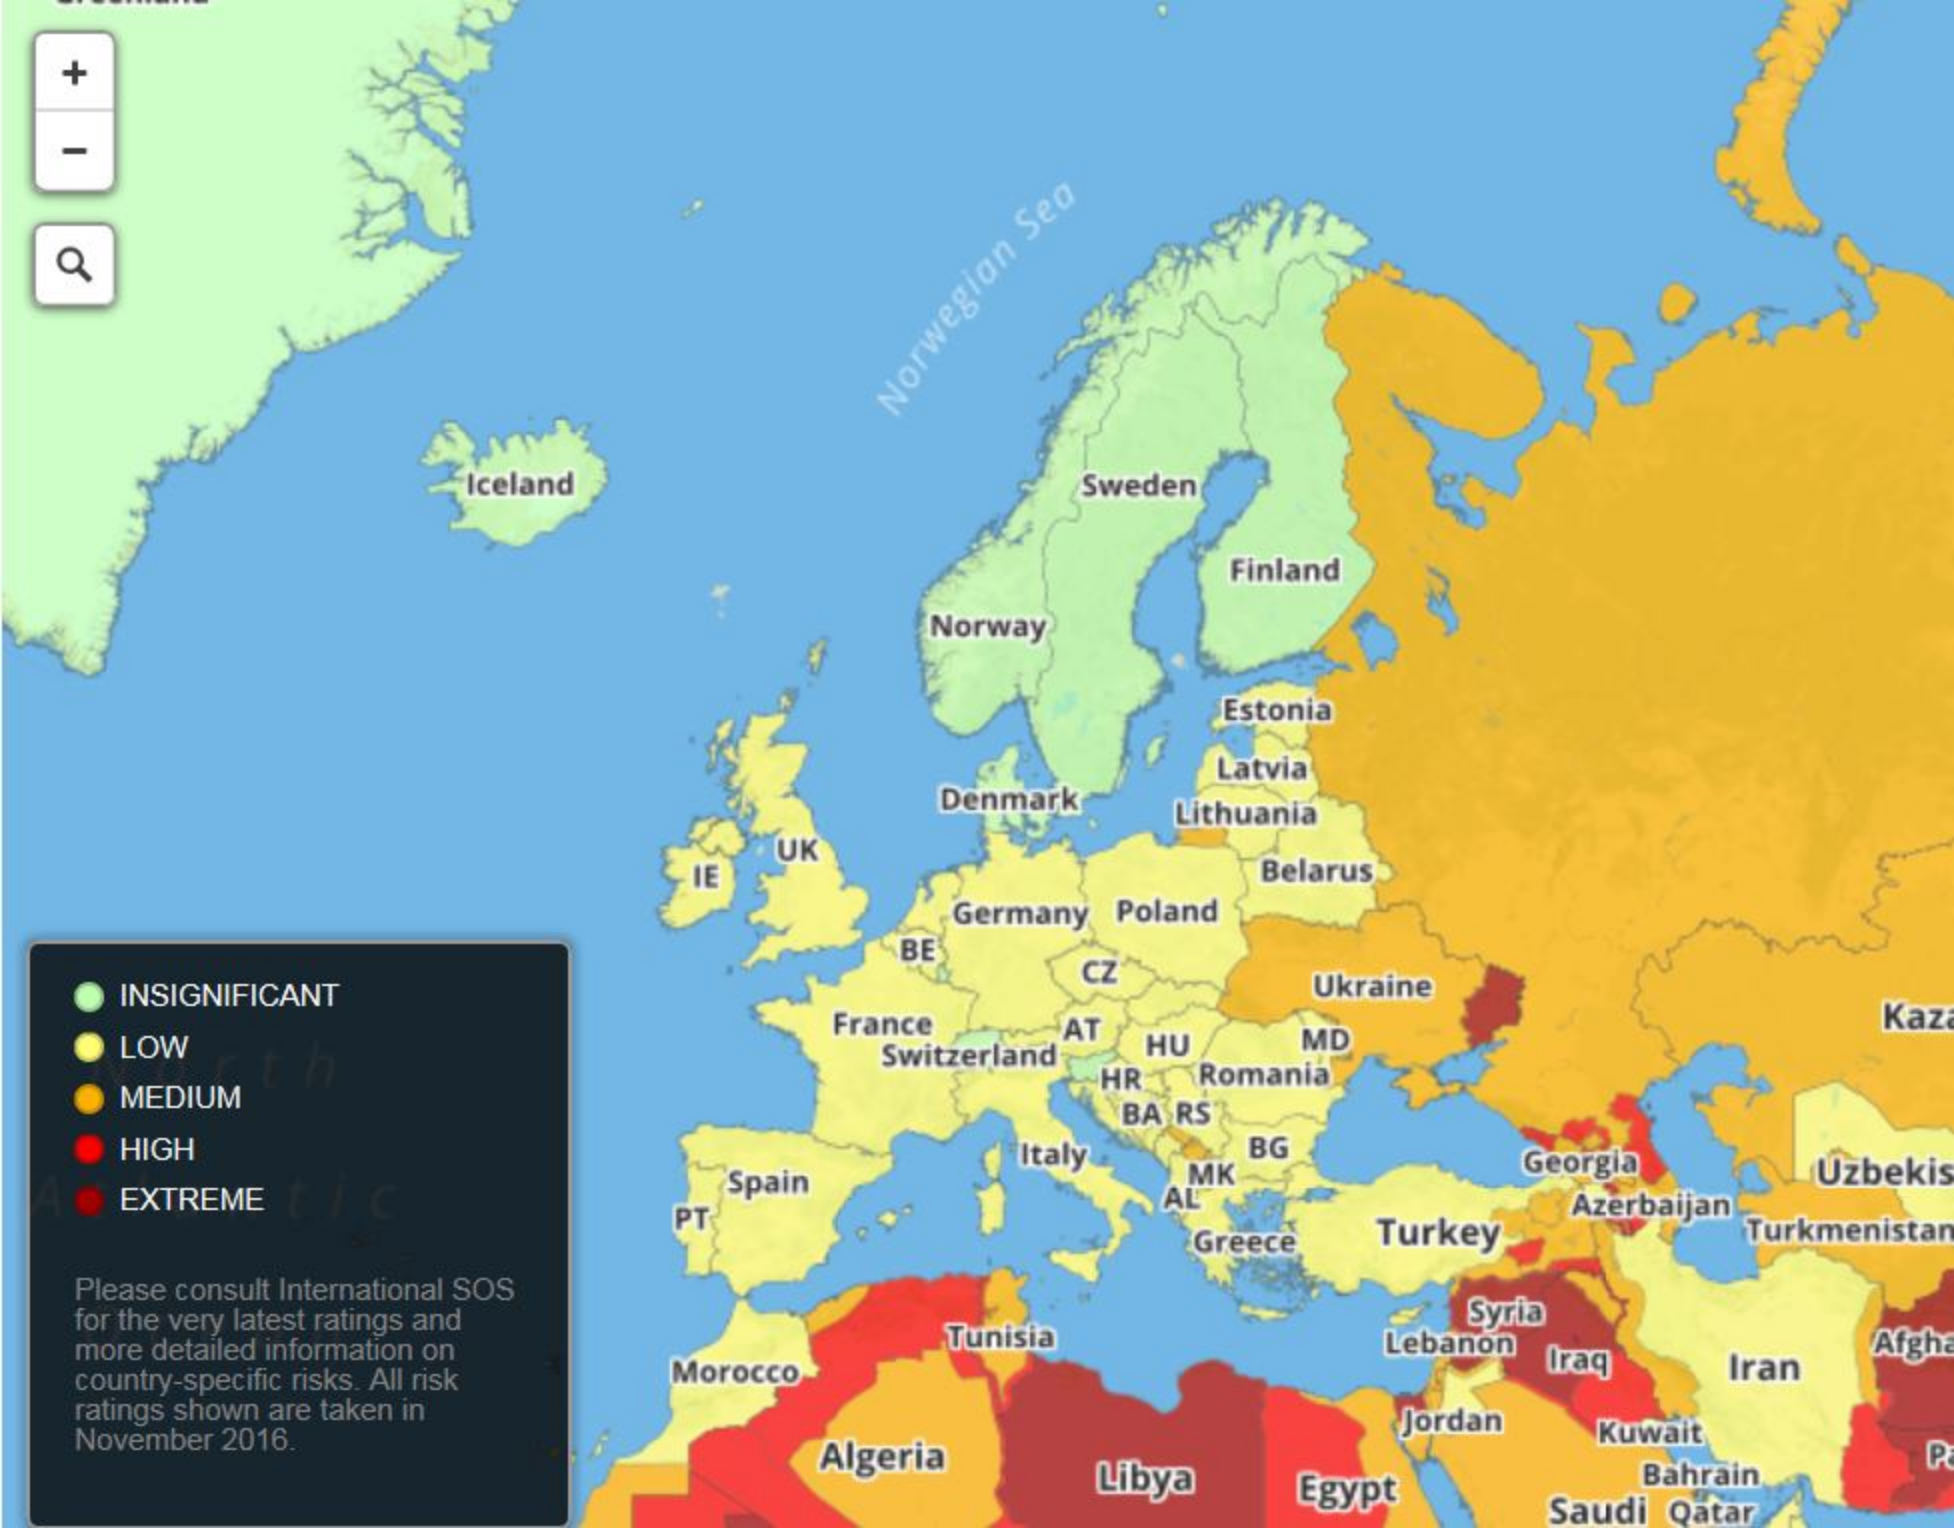 Greenland
+
−
Norwegian Sea
Iceland
Sweden
Finland
Norway
Estonia
Latvia
Denmark
Lithuania
UK
IE
Belarus
Germany
Poland
BE
CZ
Ukraine
France
AT
MD
Kaza
Switzerland
HU
HR
Romania
BA
RS
Italy
BG
Georgia
Spain
MK
Uzbekis
AL
PT
Azerbaijan
Greece
Turkey
Turkmenistan
Syria
Tunisia
Lebanon
Afgha
Iraq
Morocco
Iran
Jordan
Kuwait
Algeria
Libya
Pa
Bahrain
Egypt
Saudi
Qatar
INSIGNIFICANT
LOW
North
MEDIUM
HIGH
EXTREME
Atlantic
Please consult International SOS
for the very latest ratings and
more detailed information on
country-specific risks. All risk
ratings shown are taken in
November 2016.